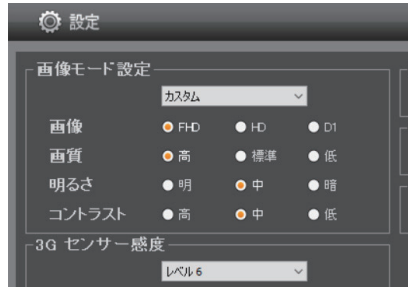 設定
画像モード設定
カスタム
画像 FHD HD D1
画質 高 標準 低
明るさ 明 中 暗
コントラスト 高 中 低
3G センサー感度
レベル 6